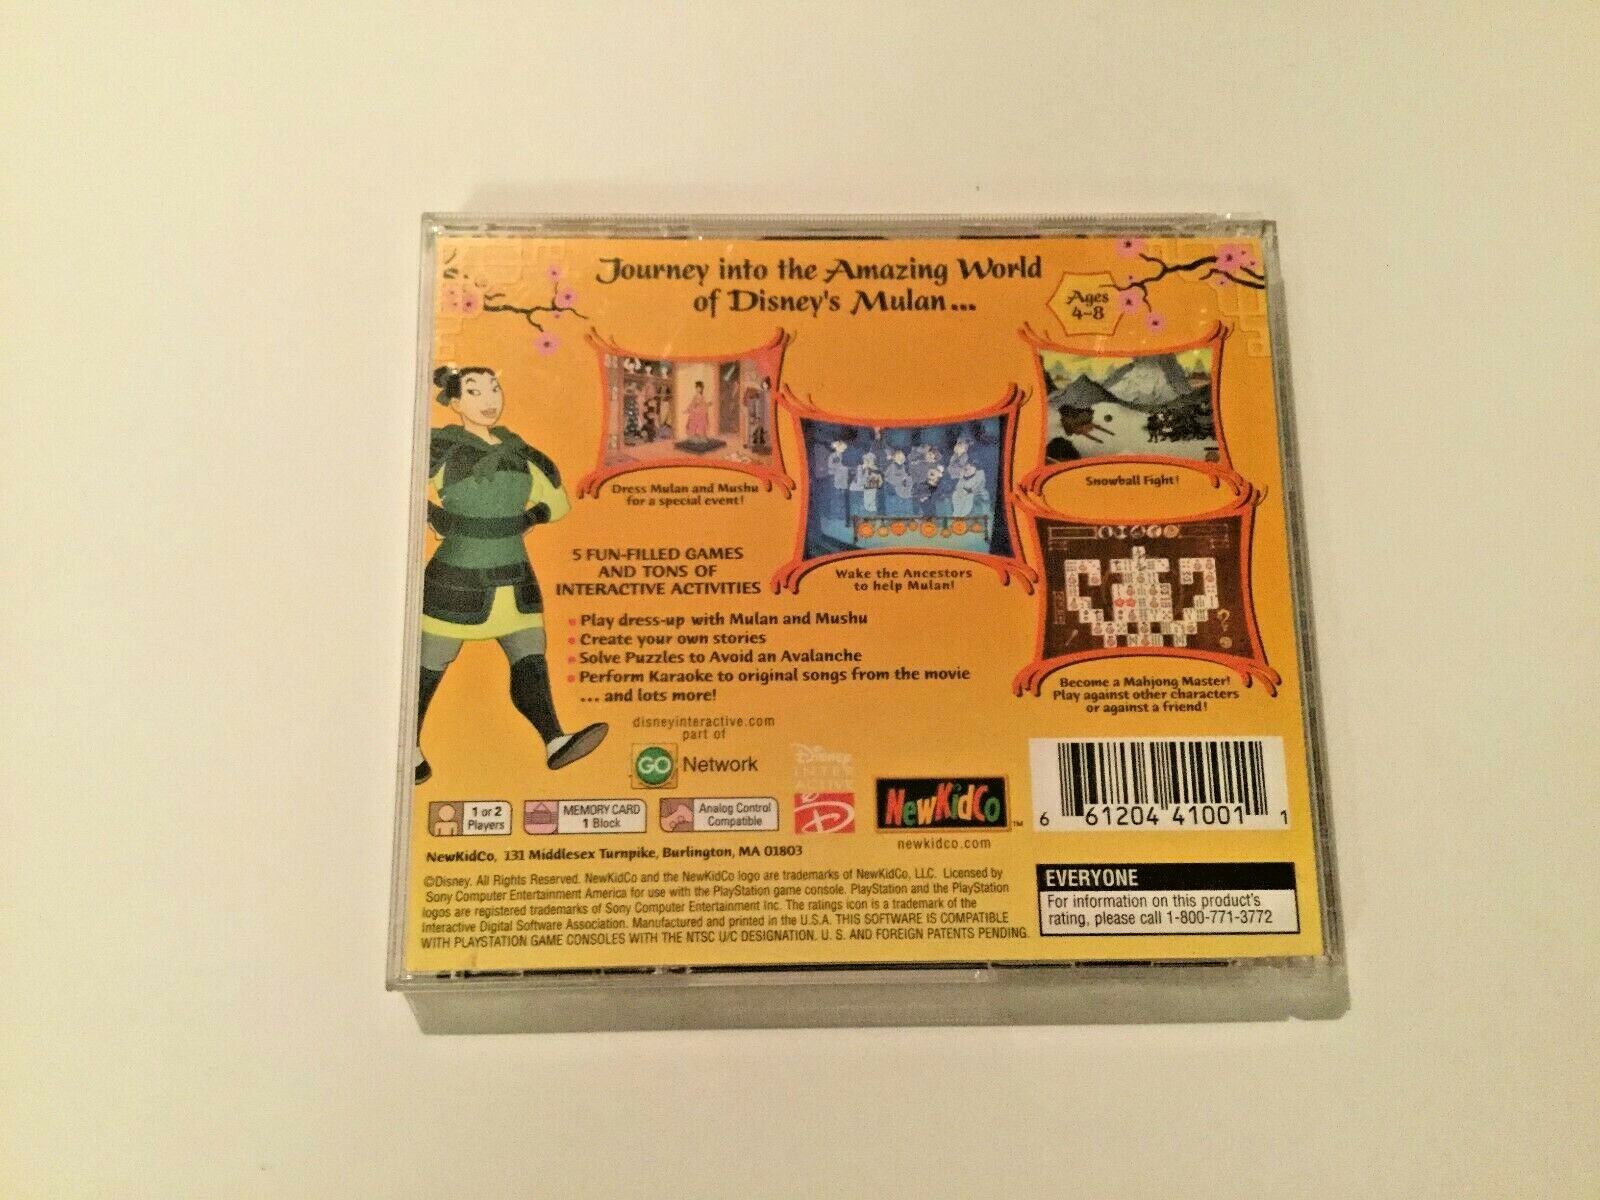 Journey into the Amazing World
of Disney's Mulan...
Ages
4-8
Dress Mulan and Mushu
for a special event!
Wake the Ancestors
to help Mulan!
Snowball Fight!
Become a Mahjong Master!
Play against other characters
or against a friend!
5 FUN-FILLED GAMES
AND TONS OF
INTERACTIVE ACTIVITIES
• Play dress-up with Mulan and Mushu
• Create your own stories
• Solve Puzzles to Avoid an Avalanche
• Perform Karaoke to original songs from the movie
... and lots more!
disneyinteractive.com
part of
GO Network
Disney
INTER
ACTIVE
D
NewKidCo™
newkidco.com
1 or 2
Players
MEMORY CARD
1 Block
Analog Control
Compatible
6 61204 41001 1
NewKidCo, 131 Middlesex Turnpike, Burlington, MA 01803
©Disney. All Rights Reserved. NewKidCo and the NewKidCo logo are trademarks of NewKidCo, LLC. Licensed by
Sony Computer Entertainment America for use with the PlayStation game console. PlayStation and the PlayStation
logos are registered trademarks of Sony Computer Entertainment Inc. The ratings icon is a trademark of the
Interactive Digital Software Association. Manufactured and printed in the U.S.A. THIS SOFTWARE IS COMPATIBLE
WITH PLAYSTATION GAME CONSOLES WITH THE NTSC U/C DESIGNATION. U. S. AND FOREIGN PATENTS PENDING.
EVERYONE
For information on this product's
rating, please call 1-800-771-3772